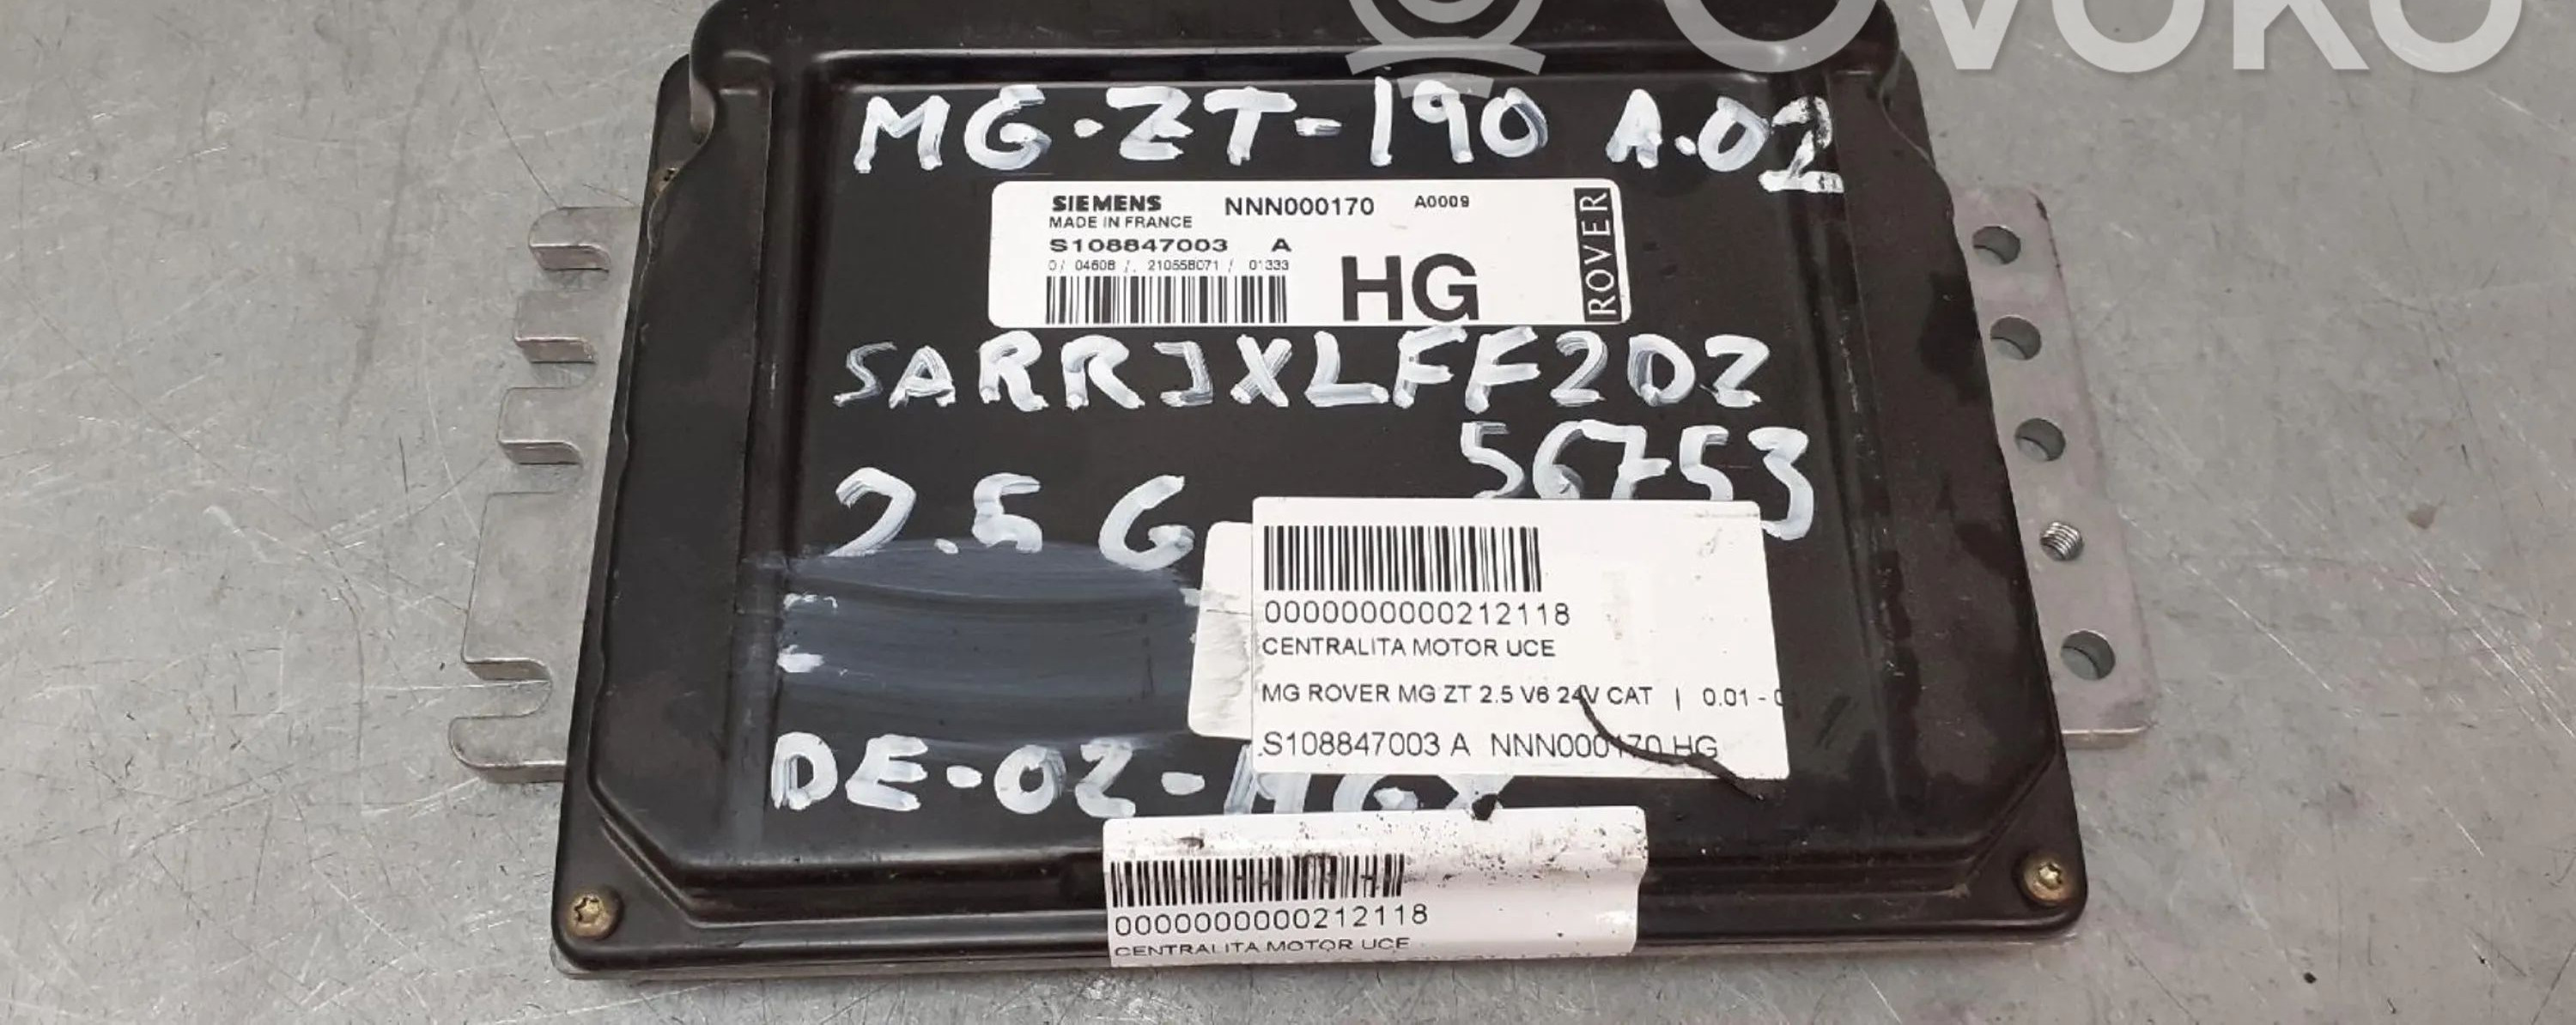 OVOKO
MG·ZT-190 A.02
SIEMENS NNN000170 A0009
MADE IN FRANCE
S108847003 A
0/ 04608 /. 210558071 / 01333
HG
ROVER
SARRJXLFF2DZ
56753
2.5 G
0000000000212118
CENTRALITA MOTOR UCE
MG ROVER MG ZT 2.5 V6 24V CAT | 0.01 -
.S108847003 A NNN000170 HG
DE-02-
0000000000212118
CENTRALITA MOTOR UCE